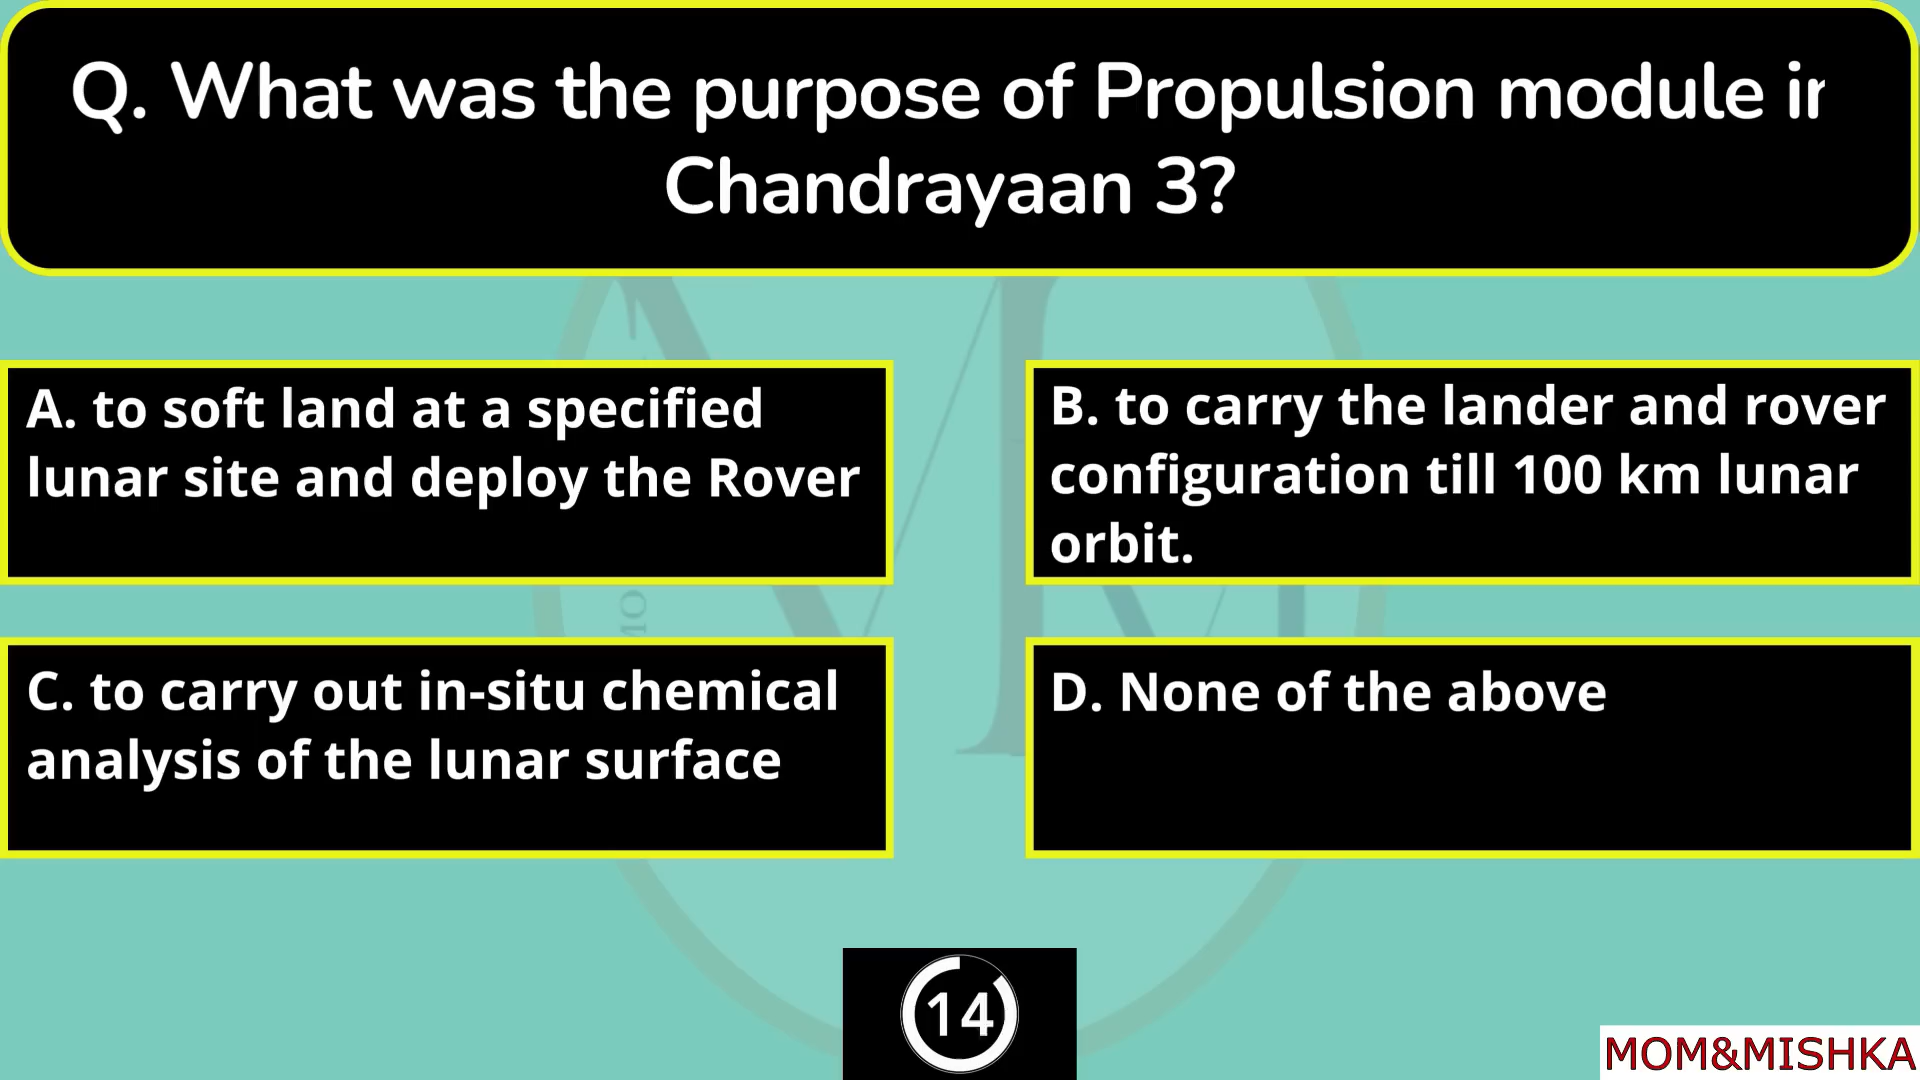 Q. What was the purpose of Propulsion module in
Chandrayaan 3?
A. to soft land at a specified
lunar site and deploy the Rover
B. to carry the lander and rover
configuration till 100 km lunar
orbit.
C. to carry out in-situ chemical
analysis of the lunar surface
D. None of the above
14
MOM&MISHKA